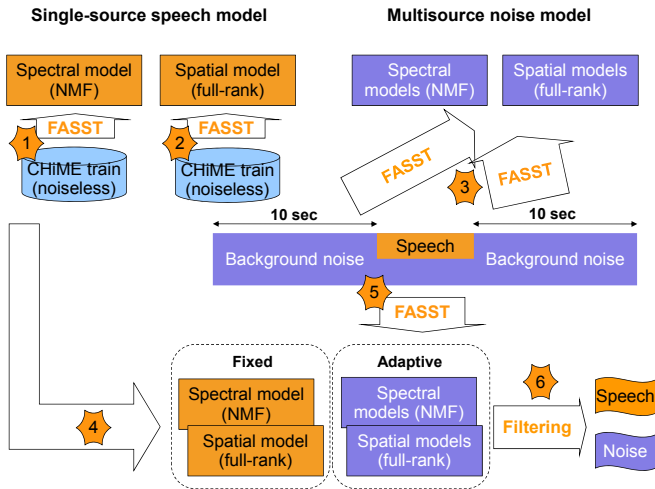 Single-source speech model
Multisource noise model
Spectral model
(NMF)
Spatial model
(full-rank)
Spectral
models (NMF)
Spatial models
(full-rank)
FASST
FASST
1
2
CHiME train
(noiseless)
CHiME train
(noiseless)
FASST
FASST
3
10 sec
10 sec
Background noise
Speech
Background noise
5
FASST
Fixed
Adaptive
Spectral model
(NMF)
Spatial model
(full-rank)
Spectral
models (NMF)
Spatial models
(full-rank)
4
6
Filtering
Speech
Noise